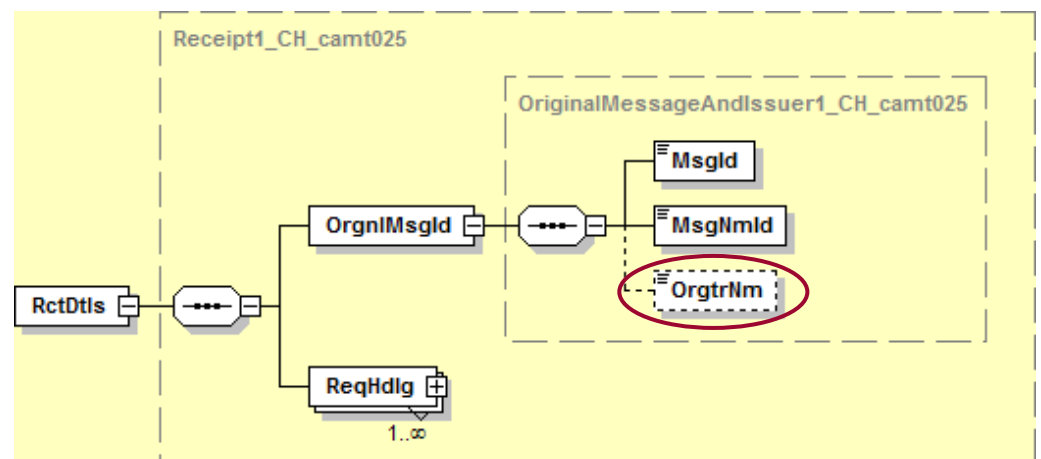 Receipt1_CH_camt025
OriginalMessageAndIssuer1_CH_camt025
MsgId
OrgnlMsgId
MsgNmId
OrgtrNm
RctDtls
ReqHdlg
1..∞